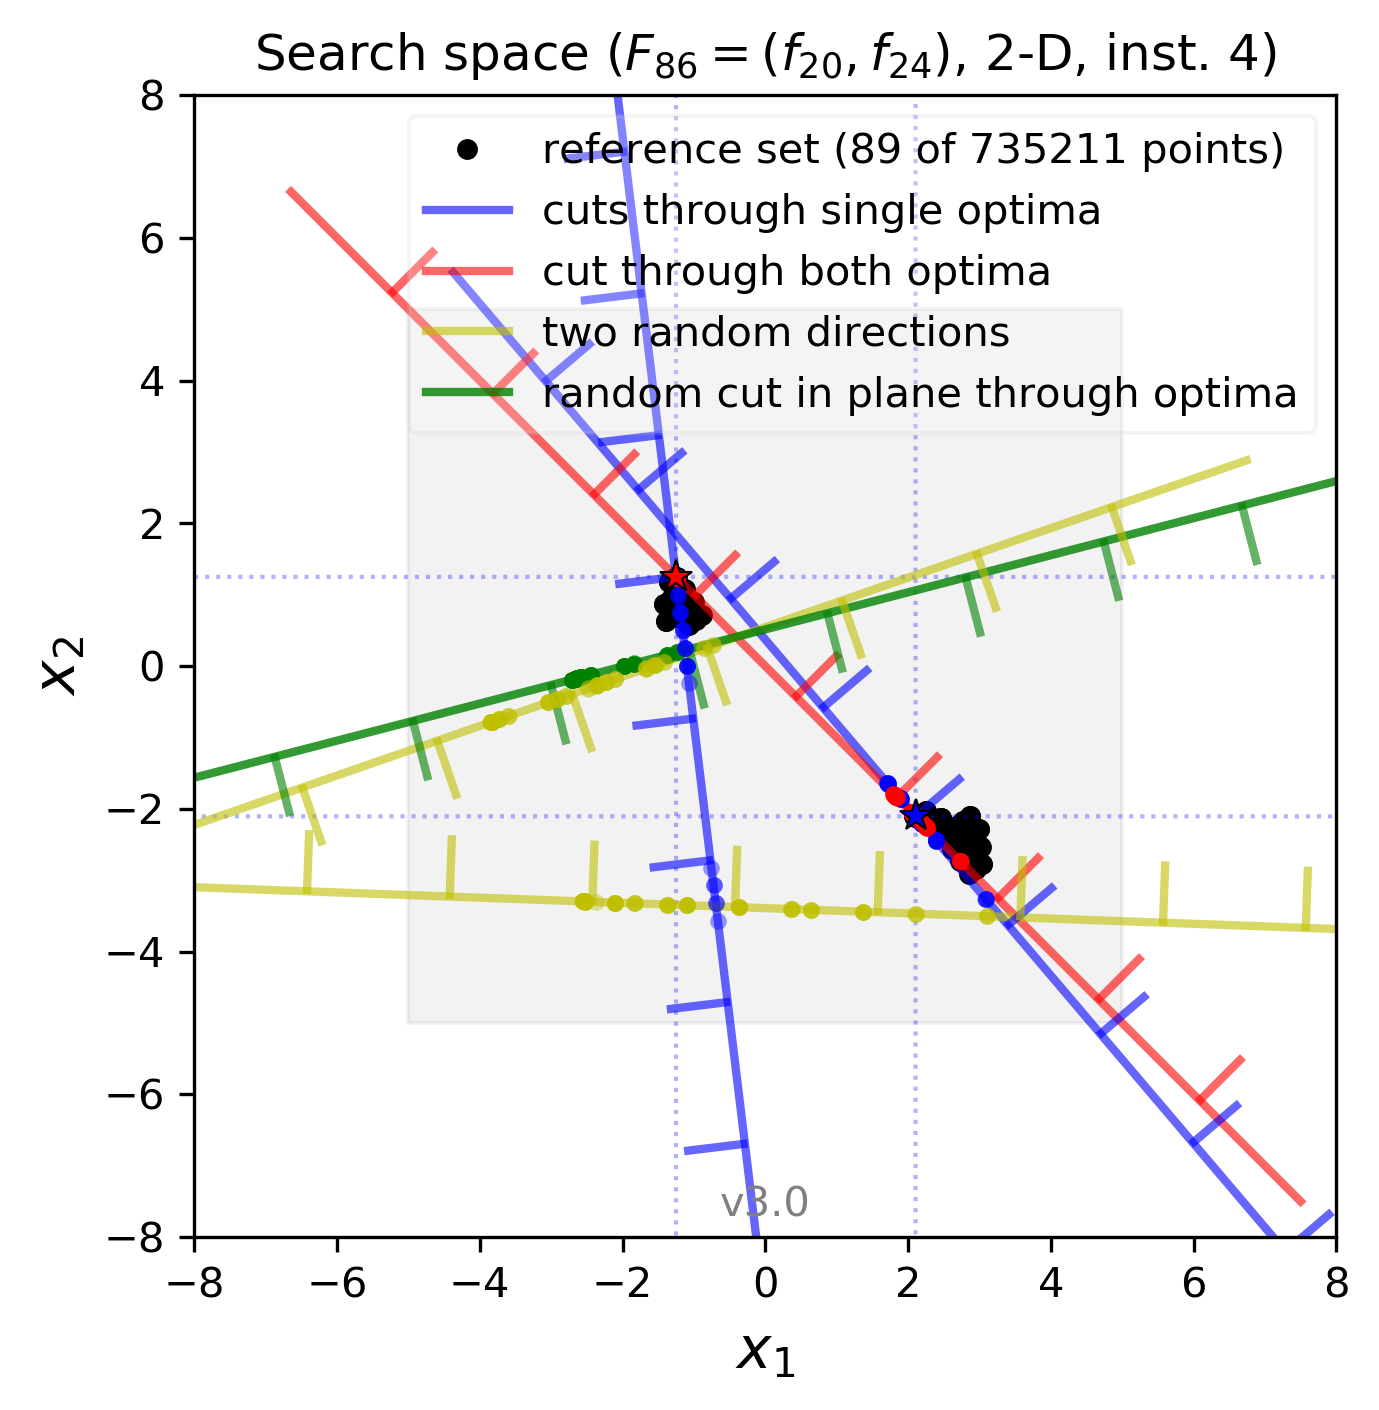 Search space (F86 = (f20, f24), 2-D, inst. 4)
8
6
4
2
0
−2
−4
−6
−8
x2
reference set (89 of 735211 points)
cuts through single optima
cut through both optima
two random directions
random cut in plane through optima
v3.0
−8 −6 −4 −2 0 2 4 6 8
x1